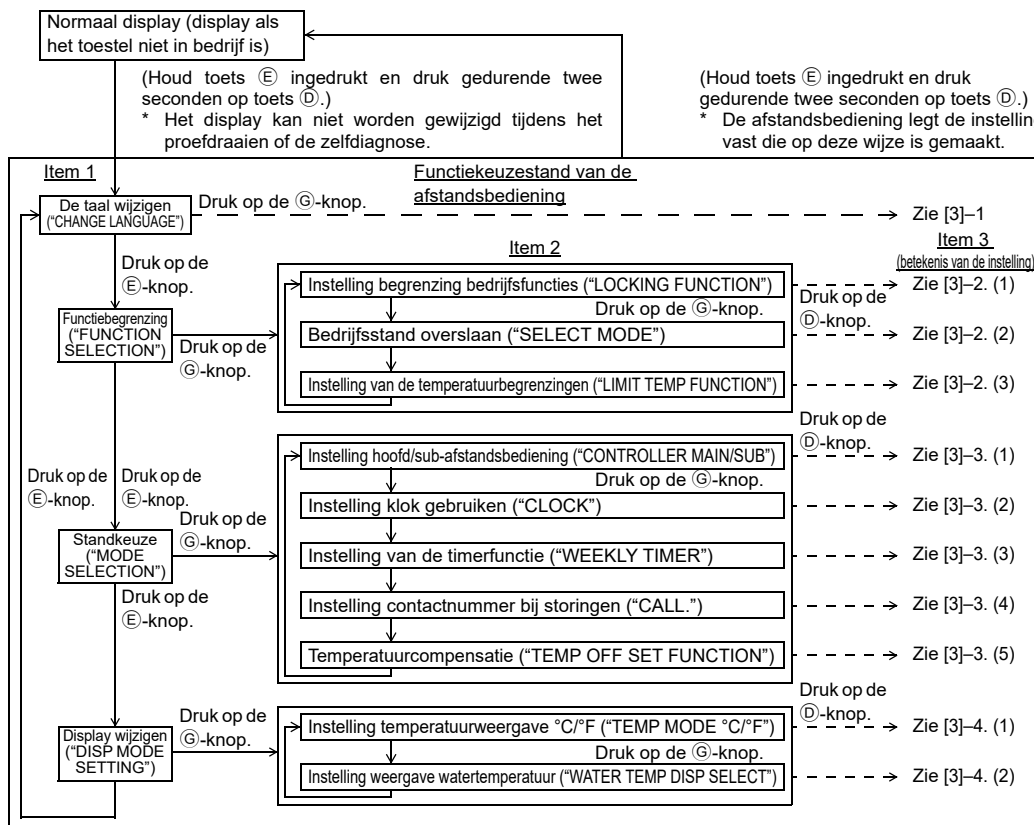 Normaal display (display als
het toestel niet in bedrijf is)
(Houd toets Ⓔ ingedrukt en druk gedurende twee
seconden op toets Ⓓ.)
* Het display kan niet worden gewijzigd tijdens het
proefdraaien of de zelfdiagnose.
(Houd toets Ⓔ ingedrukt en druk
gedurende twee seconden op toets Ⓓ.)
* De afstandsbediening legt de instelling
vast die op deze wijze is gemaakt.
Item 1
Functiekeuzestand van de
afstandsbediening
De taal wijzigen
("CHANGE LANGUAGE")
Druk op de Ⓖ-knop.
Zie [3]–1
Item 2
Item 3
(betekenis van de instelling)
Druk op de
Ⓔ-knop.
Functiebegrenzing
("FUNCTION
SELECTION")
Druk op de
Ⓖ-knop.
Instelling begrenzing bedrijfsfuncties ("LOCKING FUNCTION")
Druk op de Ⓖ-knop.
Bedrijfsstand overslaan ("SELECT MODE")
Instelling van de temperatuurbegrenzingen ("LIMIT TEMP FUNCTION")
Druk op de
Ⓓ-knop.
Zie [3]–2. (1)
Zie [3]–2. (2)
Zie [3]–2. (3)
Druk op de
Ⓔ-knop.
Druk op de
Ⓔ-knop.
Standkeuze
("MODE
SELECTION")
Druk op de
Ⓖ-knop.
Instelling hoofd/sub-afstandsbediening ("CONTROLLER MAIN/SUB")
Druk op de Ⓖ-knop.
Instelling klok gebruiken ("CLOCK")
Instelling van de timerfunctie ("WEEKLY TIMER")
Instelling contactnummer bij storingen ("CALL.")
Temperatuurcompensatie ("TEMP OFF SET FUNCTION")
Druk op de
Ⓓ-knop.
Zie [3]–3. (1)
Zie [3]–3. (2)
Zie [3]–3. (3)
Zie [3]–3. (4)
Zie [3]–3. (5)
Druk op de
Ⓔ-knop.
Display wijzigen
("DISP MODE
SETTING")
Druk op de
Ⓖ-knop.
Instelling temperatuurweergave °C/°F ("TEMP MODE °C/°F")
Druk op de Ⓖ-knop.
Instelling weergave watertemperatuur ("WATER TEMP DISP SELECT")
Druk op de
Ⓓ-knop.
Zie [3]–4. (1)
Zie [3]–4. (2)